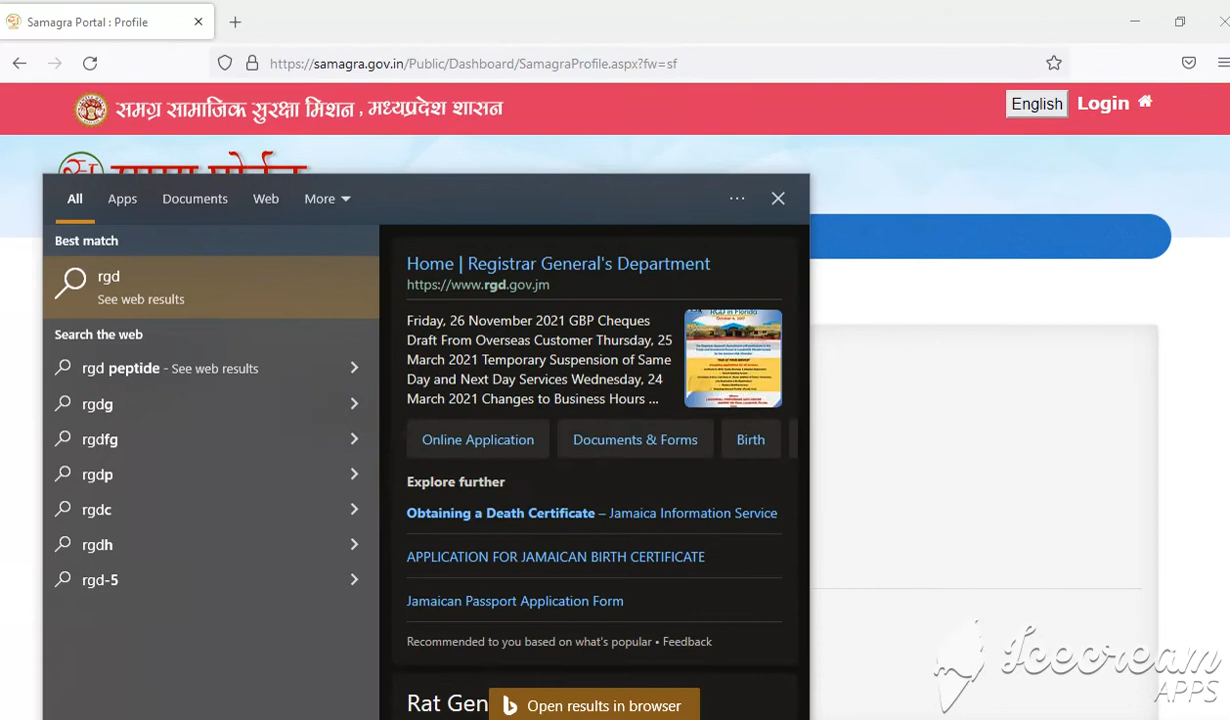 Samagra Portal : Profile
https://samagra.gov.in/Public/Dashboard/SamagraProfile.aspx?fw=sf
समग्र सामाजिक सुरक्षा मिशन, मध्यप्रदेश शासन
English
Login
All
Apps
Documents
Web
More
Best match
rgd
See web results
Search the web
rgd peptide - See web results
rgdg
rgdfg
rgdp
rgdc
rgdh
rgd-5
Home | Registrar General's Department
https://www.rgd.gov.jm
Friday, 26 November 2021 GBP Cheques
Draft From Overseas Customer Thursday, 25
March 2021 Temporary Suspension of Same
Day and Next Day Services Wednesday, 24
March 2021 Changes to Business Hours ...
RGD in Florida
Online Application
Documents & Forms
Birth
Explore further
Obtaining a Death Certificate – Jamaica Information Service
APPLICATION FOR JAMAICAN BIRTH CERTIFICATE
Jamaican Passport Application Form
Recommended to you based on what's popular • Feedback
Rat Gen
Open results in browser
Icecream
APPS